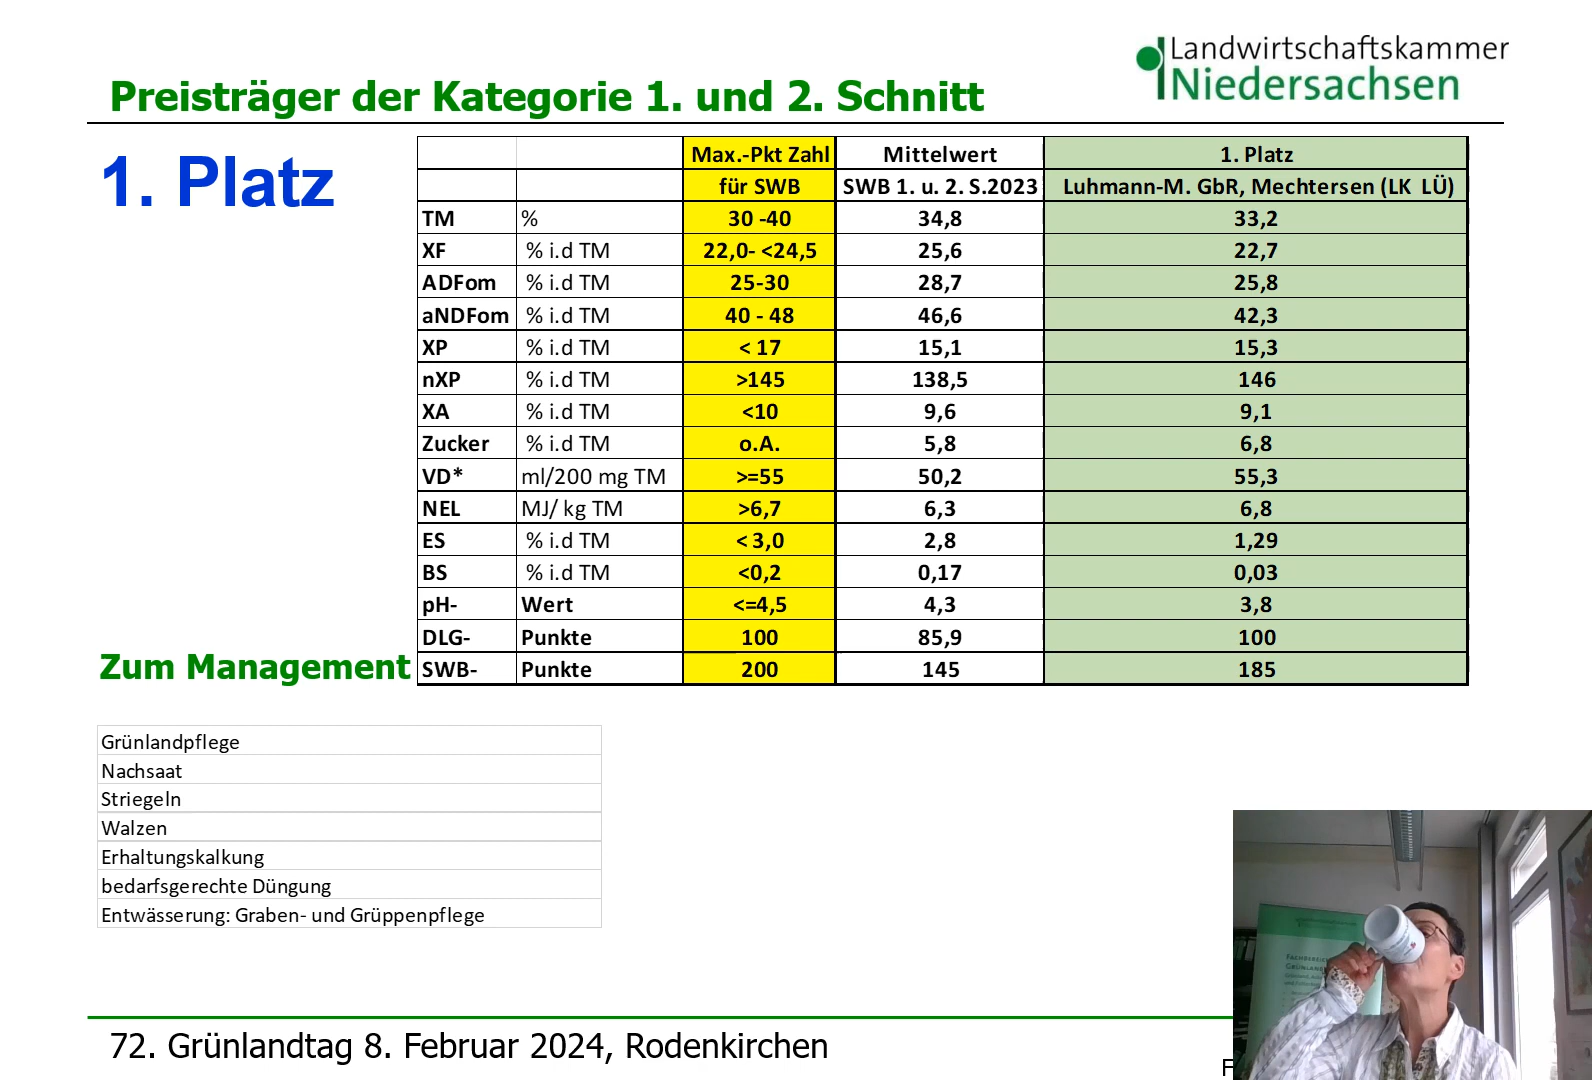 Landwirtschaftskammer
Niedersachsen
Preisträger der Kategorie 1. und 2. Schnitt
1. Platz
Max.-Pkt Zahl Mittelwert 1. Platz
für SWB SWB 1. u. 2. S.2023 Luhmann-M. GbR, Mechtersen (LK LÜ)
TM % 30 -40 34,8 33,2
XF % i.d TM 22,0- <24,5 25,6 22,7
ADFom % i.d TM 25-30 28,7 25,8
aNDFom % i.d TM 40 - 48 46,6 42,3
XP % i.d TM < 17 15,1 15,3
nXP % i.d TM >145 138,5 146
XA % i.d TM <10 9,6 9,1
Zucker % i.d TM o.A. 5,8 6,8
VD* ml/200 mg TM >=55 50,2 55,3
NEL MJ/ kg TM >6,7 6,3 6,8
ES % i.d TM < 3,0 2,8 1,29
BS % i.d TM <0,2 0,17 0,03
pH- Wert <=4,5 4,3 3,8
DLG- Punkte 100 85,9 100
SWB- Punkte 200 145 185
Zum Management
Grünlandpflege
Nachsaat
Striegeln
Walzen
Erhaltungskalkung
bedarfsgerechte Düngung
Entwässerung: Graben- und Grüppenpflege
72. Grünlandtag 8. Februar 2024, Rodenkirchen
F